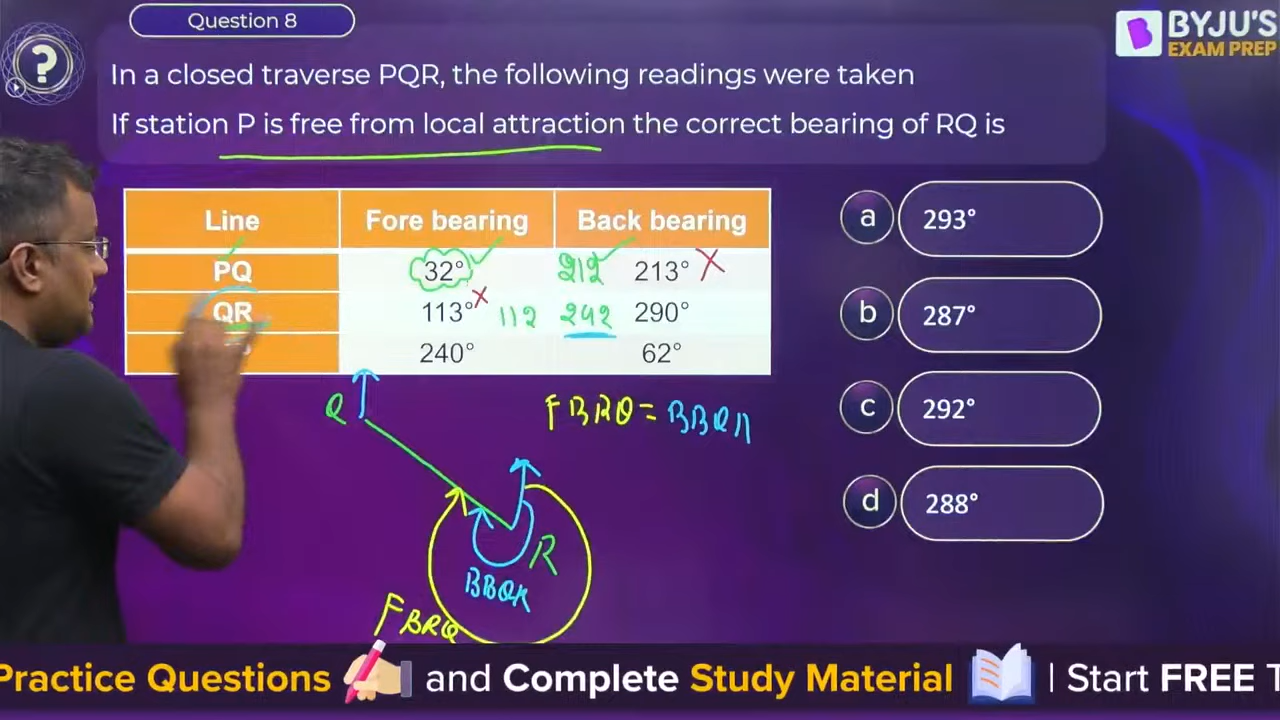 Question 8
BYJU'S
EXAM PREP
?
In a closed traverse PQR, the following readings were taken
If station P is free from local attraction the correct bearing of RQ is
Line Fore bearing Back bearing
PQ 32° 212 213°
QR 113° 112 292 290°
240° 62°
a 293°
b 287°
c 292°
d 288°
Q
FBRQ = BBQR
R
BBQR
FBRQ
Practice Questions and Complete Study Material | Start FREE T